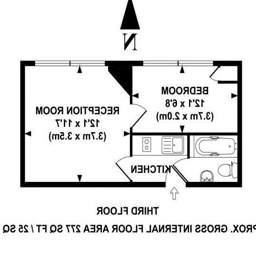 N
BEDROOM
12'1 x 6'8
(3.7m x 2.0m)
RECEPTION ROOM
12'1 x 11'7
(3.7m x 3.5m)
KITCHEN
THIRD FLOOR
PROX. GROSS INTERNAL FLOOR AREA 277 SQ FT / 25 SQ